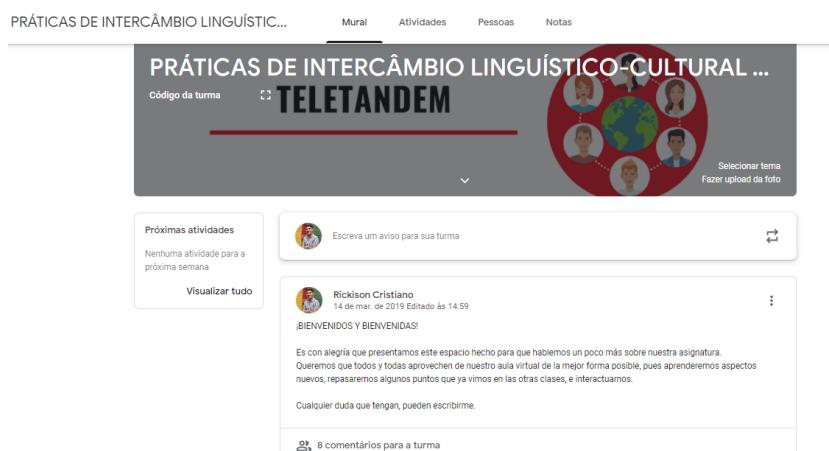 PRÁTICAS DE INTERCÂMBIO LINGUÍSTIC...
Mural
Atividades
Pessoas
Notas
PRÁTICAS DE INTERCÂMBIO LINGUÍSTICO-CULTURAL ...
Código da turma
TELETANDEM
Selecionar tema
Fazer upload da foto
Próximas atividades
Nenhuma atividade para a
próxima semana
Visualizar tudo
Escreva um aviso para sua turma
Rickison Cristiano
14 de mar. de 2019 Editado às 14:59
¡BIENVENIDOS Y BIENVENIDAS!
Es con alegría que presentamos este espacio hecho para que hablemos un poco más sobre nuestra asignatura.
Queremos que todos y todas aprovechen de nuestro aula virtual de la mejor forma posible, pues aprenderemos aspectos
nuevos, repasaremos algunos puntos que ya vimos en las otras clases, e interactuamos.
Cualquier duda que tengan, pueden escribirme.
8 comentários para a turma